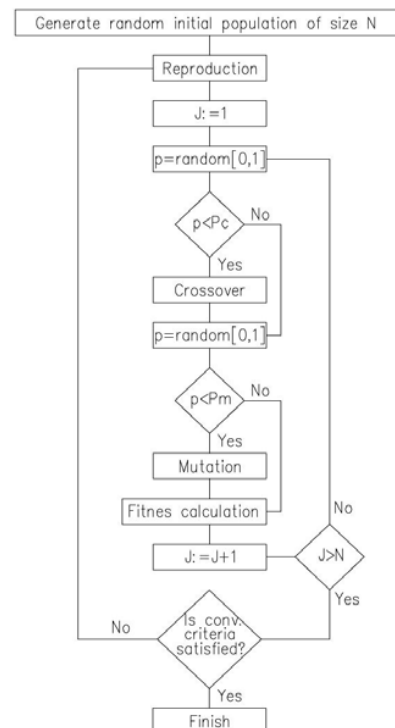 Generate random initial population of size N
Reproduction
J:=1
p=random[0,1]
p<Pc
No
Yes
Crossover
p=random[0,1]
p<Pm
No
Yes
Mutation
Fitnes calculation
No
J:=J+1
J>N
Yes
Is conv.
criteria
satisfied?
No
Yes
Finish